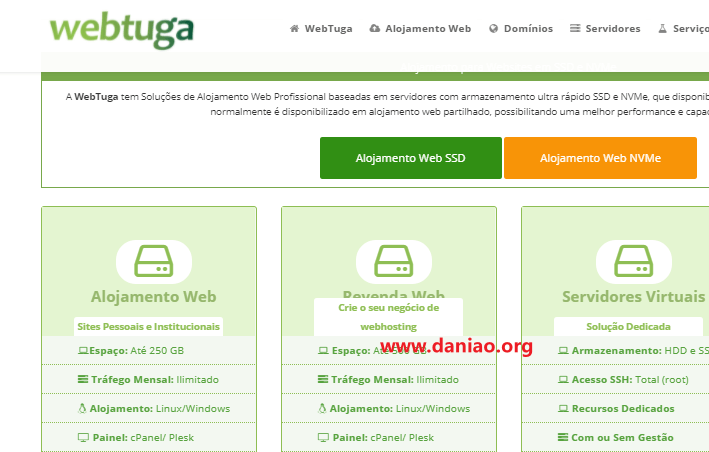 webtuga
WebTuga
Alojamento Web
Domínios
Servidores
Serviço
A WebTuga tem Soluções de Alojamento Web Profissional baseadas em servidores com armazenamento ultra rápido SSD e NVMe, que
normalmente é disponibilizado em alojamento web partilhado, possibilitando uma melhor performance e
Alojamento Web SSD
Alojamento Web NVMe
Alojamento Web
Sites Pessoais e Institucionais
Espaço: Até 250 GB
Tráfego Mensal: Ilimitado
Alojamento: Linux/Windows
Painel: cPanel/ Plesk
Revenda Web
Crie o seu negócio de
webhosting
Espaço: Até 500 GB
www.daniao.org
Tráfego Mensal: Ilimitado
Alojamento: Linux/Windows
Painel: cPanel/ Plesk
Servidores Virtuais
Solução Dedicada
Armazenamento: HDD e SS
Acesso SSH: Total (root)
Recursos Dedicados
Com ou Sem Gestão